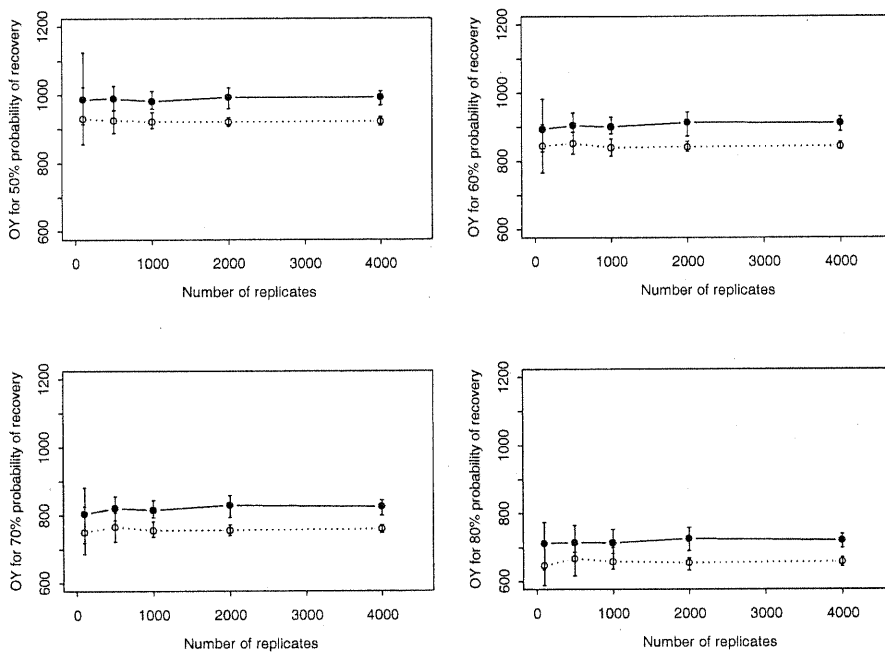 OY for 50% probability of recovery
600 800 1000 1200
0 1000 2000 3000 4000
Number of replicates
OY for 60% probability of recovery
600 800 1000 1200
0 1000 2000 3000 4000
Number of replicates
OY for 70% probability of recovery
600 800 1000 1200
0 1000 2000 3000 4000
Number of replicates
OY for 80% probability of recovery
600 800 1000 1200
0 1000 2000 3000 4000
Number of replicates